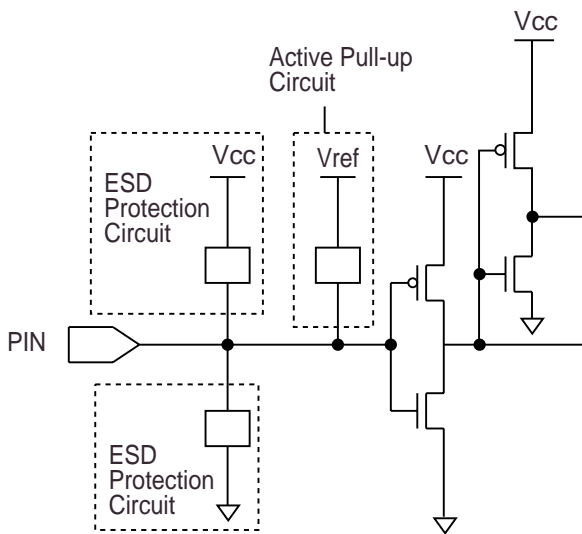 Vcc
Active Pull-up
Circuit
Vcc
Vref
Vcc
ESD
Protection
Circuit
PIN
ESD
Protection
Circuit